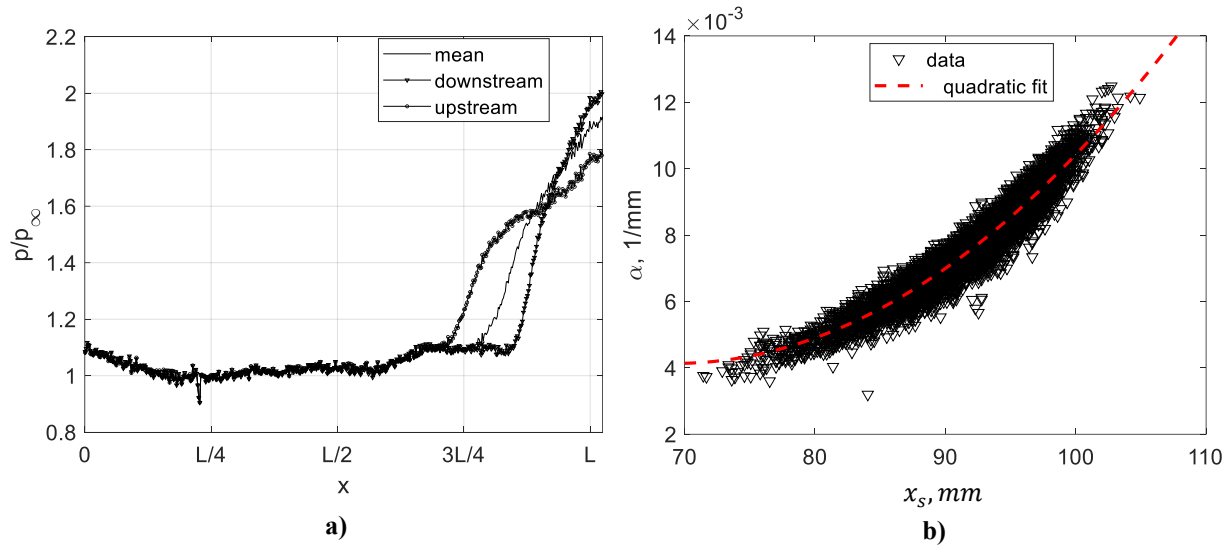 2.2
2
1.8
1.6
1.4
1.2
1
0.8
p/p∞
0 L/4 L/2 3L/4 L
x
mean
downstream
upstream
a)
×10⁻³
14
12
10
8
6
4
2
α, 1/mm
70 80 90 100 110
xₛ, mm
data
quadratic fit
b)